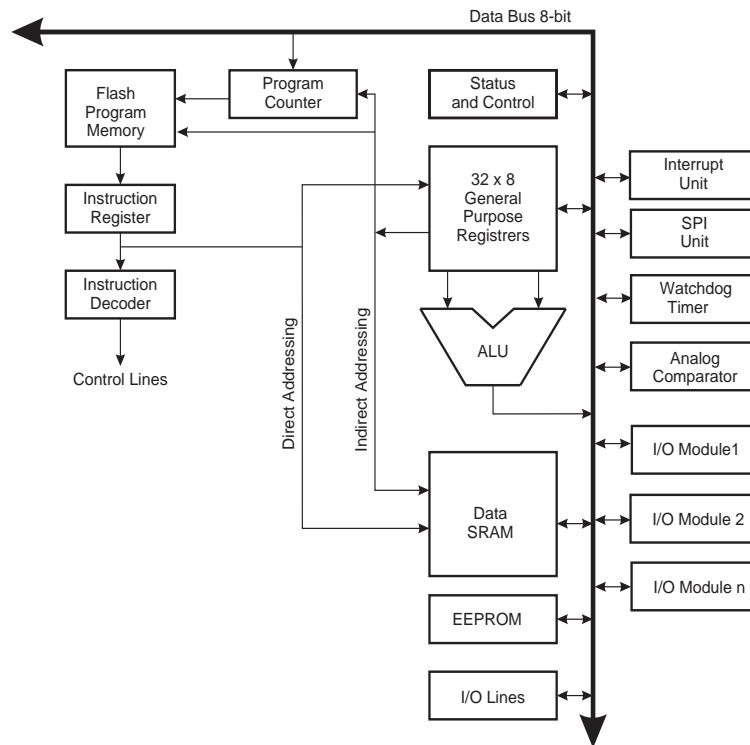 Data Bus 8-bit
Flash
Program
Memory
Program
Counter
Status
and Control
Instruction
Register
32 x 8
General
Purpose
Registrers
Interrupt
Unit
SPI
Unit
Instruction
Decoder
Watchdog
Timer
Control Lines
Direct Addressing
Indirect Addressing
ALU
Analog
Comparator
I/O Module1
Data
SRAM
I/O Module 2
I/O Module n
EEPROM
I/O Lines